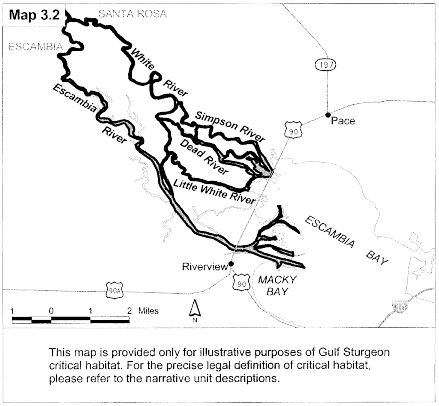 Map 3.2
SANTA ROSA
ESCAMBIA
White River
Escambia River
Simpson River
197
90
Pace
Dead River
Little White River
ESCAMBIA BAY
Riverview
MACKY
BAY
90A
90
1 0 1 2 Miles
N
This map is provided only for illustrative purposes of Gulf Sturgeon
critical habitat. For the precise legal definition of critical habitat,
please refer to the narrative unit descriptions.